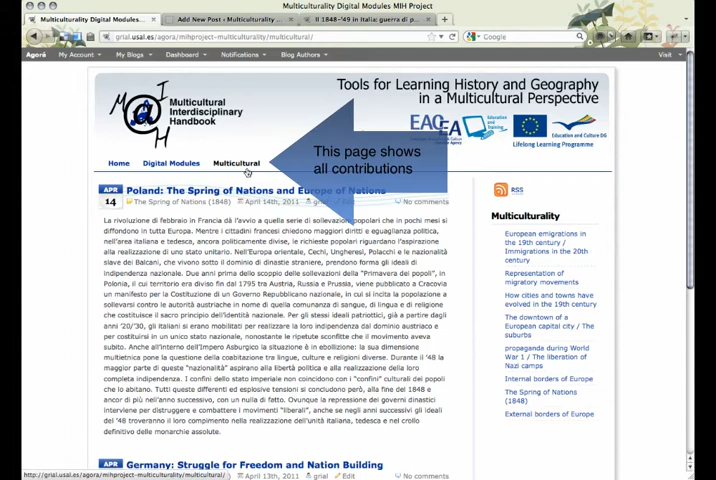 Multiculturality Digital Modules MIH Project
Multiculturality Digital Modules...
Add New Post ‹ Multiculturality ...
Il 1848-'49 in Italia: guerra di p...
grial.usal.es/agora/mihproject-multiculturality/multicultural/
Google
Agorá My Account My Blogs Dashboard Notifications Blog Authors Visit
Tools for Learning History and Geography
in a Multicultural Perspective
M I H
Multicultural
Interdisciplinary
Handbook
EAC EA
Education and Culture DG
Lifelong Learning Programme
This page shows
all contributions
Home Digital Modules Multicultural
APR
14
Poland: The Spring of Nations and Europe of Nations
The Spring of Nations (1848) April 14th, 2011 grial No comments
La rivoluzione di febbraio in Francia dà l'avvio a quella serie di sollevazioni popolari che in pochi mesi si
diffondono in tutta Europa. Mentre i cittadini francesi chiedono maggiori diritti e eguaglianza politica,
nell'area italiana e tedesca, ancora politicamente divise, le richieste popolari riguardano l'aspirazione
alla realizzazione di uno stato unitario. Nell'Europa orientale, Cechi, Ungheresi, Polacchi e le nazionalità
slave dei Balcani, che vivono sotto il dominio di dinastie straniere, prendono forma gli ideali di
indipendenza nazionale. Due anni prima dello scoppio delle sollevazioni della "Primavera dei popoli", in
Polonia, il cui territorio era diviso fin dal 1795 tra Austria, Russia e Prussia, viene pubblicato a Cracovia
un manifesto per la Costituzione di un Governo Repubblicano nazionale, in cui si incita la popolazione a
sollevarsi contro le autorità austriache in nome di quella comunanza di sangue, di lingua e di religione
che costituisce il sacro principio dell'identità nazionale. Per gli stessi ideali patriottici, già a partire dagli
anni '20/'30, gli italiani si erano mobilitati per realizzare la loro indipendenza dal dominio austriaco e
per costituirsi in un unico stato nazionale, nonostante le ripetute sconfitte che il movimento aveva
subito. Anche all'interno dell'Impero Asburgico la situazione è in ebollizione: la sua dimensione
multietnica pone la questione della coabitazione tra lingue, culture e religioni diverse. Durante il '48 la
maggior parte di queste "nazionalità" aspirano alla libertà politica e alla realizzazione della loro
completa indipendenza. I confini dello stato imperiale non coincidono con i "confini" culturali dei popoli
che lo abitano. Tutti queste differenti ed esplosive tensioni si concludono però, alla fine del 1848 e
ancor di più nell'anno successivo, con un nulla di fatto. Ovunque la repressione dei governi dinastici
interviene per distruggere e combattere i movimenti "liberali", anche se negli anni successivi gli ideali
del '48 troveranno il loro compimento nella realizzazione dell'unità italiana, tedesca e nel crollo
definitivo delle monarchie assolute.
APR
Germany: Struggle for Freedom and Nation Building
April 13th, 2011 grial Edit No comments
RSS
Multiculturality
European emigrations in
the 19th century /
Immigrations in the 20th
century
Representation of
migratory movements
How cities and towns have
evolved in the 19th century
The downtown of a
European capital city / The
suburbs
propaganda during World
War 1 / The liberation of
Nazi camps
Internal borders of Europe
The Spring of Nations
(1848)
External borders of Europe
http://grial.usal.es/agora/mihproject-multiculturality/multicultural/